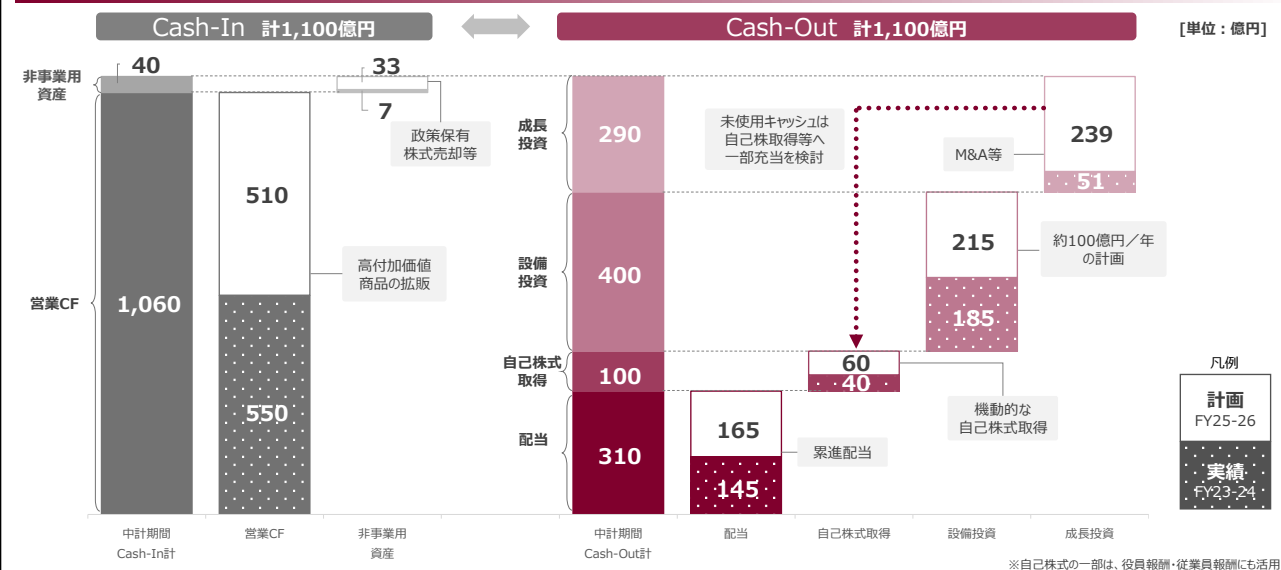 Cash-In 計1,100億円
Cash-Out 計1,100億円
[単位：億円]
非事業用
資産
40
営業CF
1,060
510
550
高付加価値
商品の拡販
33
7
政策保有
株式売却等
成長
投資
290
設備
投資
400
自己株式
取得
100
配当
310
165
145
累進配当
未使用キャッシュは
自己株取得等へ
一部充当を検討
60
40
機動的な
自己株式取得
215
185
約100億円／年
の計画
M&A等
239
51
凡例
計画
FY25-26
実績
FY23-24
中計期間
Cash-In計
営業CF
非事業用
資産
中計期間
Cash-Out計
配当
自己株式取得
設備投資
成長投資
※自己株式の一部は、役員報酬・従業員報酬にも活用